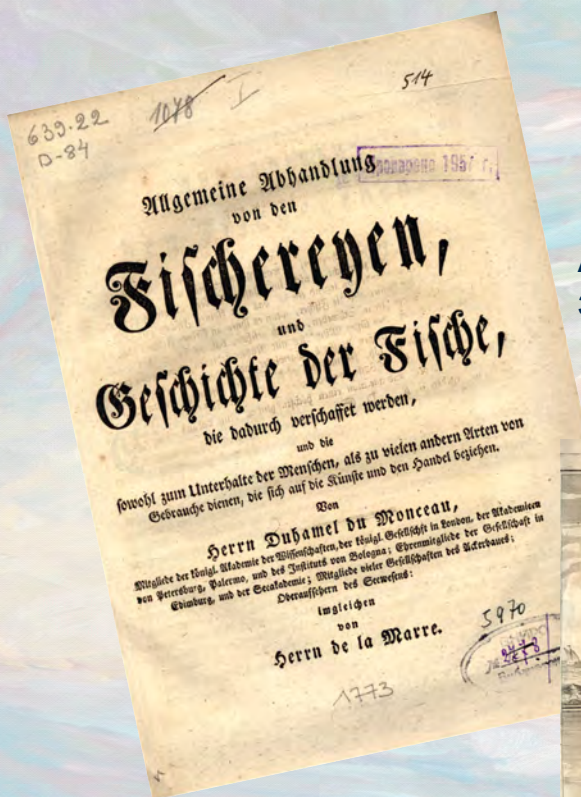 514
1048 I
639.22
D-84
Allgemeine Abhandlung
von den
Fischereyen,
und
Geschichte der Fische,
die dadurch verschaffet werden,
und die
sowohl zum Unterhalte der Menschen, als zu vielen andern Arten von
Gebrauche dienen, die sich auf die Künste und den Handel beziehen.
Von
Herrn Duhamel du Monceau,
Mitgliede der königl. Akademie der Wissenschaften, der königl. Gesellschaft in London, der Akademieen
von Petersburg, Palermo, und des Instituts von Bologna; Ehrenmitgliede der Gesellschaft in
Edimburg, und der Seeakademie; Mitgliede vieler Gesellschaften des Ackerbaues;
Oberaufsehern des Seewesens:
imgleichen
von
Herrn de la Marre.
5970
1773